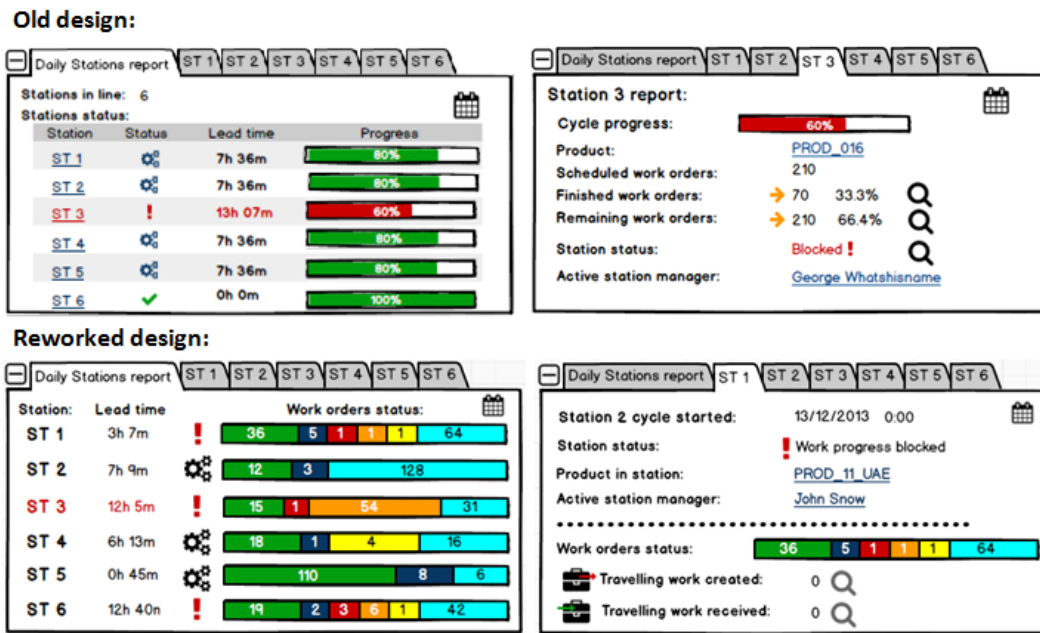 Old design:
Daily Stations report ST 1 ST 2 ST 3 ST 4 ST 5 ST 6
Stations in line: 6
Stations status:
Station Status Lead time Progress
ST 1 7h 36m 80%
ST 2 7h 36m 80%
ST 3 ! 13h 07m 60%
ST 4 7h 36m 80%
ST 5 7h 36m 80%
ST 6 0h 0m 100%
Daily Stations report ST 1 ST 2 ST 3 ST 4 ST 5 ST 6
Station 3 report:
Cycle progress: 60%
Product: PROD_016
Scheduled work orders: 210
Finished work orders: 70 33.3%
Remaining work orders: 210 66.4%
Station status: Blocked !
Active station manager: George Whatshisname
Reworked design:
Daily Stations report ST 1 ST 2 ST 3 ST 4 ST 5 ST 6
Station: Lead time Work orders status:
ST 1 3h 7m ! 36 5 1 1 1 64
ST 2 7h 9m 12 3 128
ST 3 12h 5m ! 15 1 54 31
ST 4 6h 13m 18 1 4 16
ST 5 0h 45m 110 8 6
ST 6 12h 40m ! 19 2 3 6 1 42
Daily Stations report ST 1 ST 2 ST 3 ST 4 ST 5 ST 6
Station 2 cycle started: 13/12/2013 0:00
Station status: ! Work progress blocked
Product in station: PROD_11_UAE
Active station manager: John Snow
Work orders status: 36 5 1 1 1 64
Travelling work created: 0
Travelling work received: 0